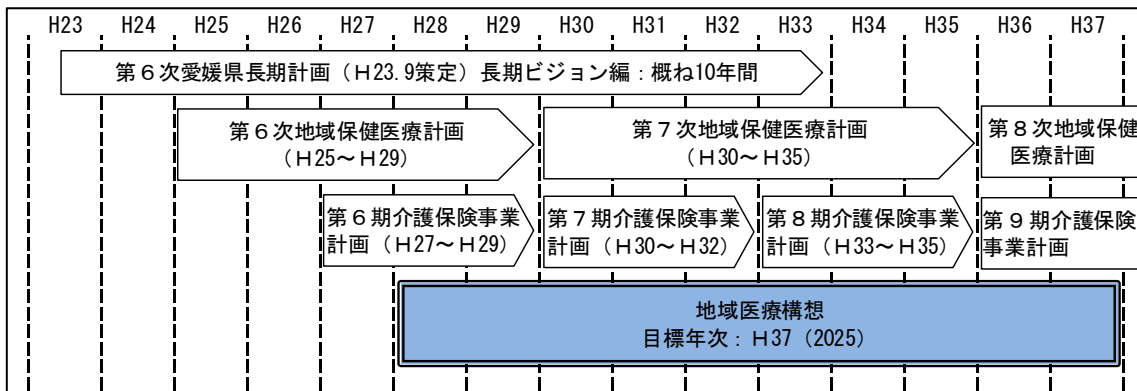 H23 H24 H25 H26 H27 H28 H29 H30 H31 H32 H33 H34 H35 H36 H37
第６次愛媛県長期計画（Ｈ23.9策定）長期ビジョン編：概ね10年間
第６次地域保健医療計画
（Ｈ25～Ｈ29）
第７次地域保健医療計画
（Ｈ30～Ｈ35）
第８次地域保健
医療計画
第６期介護保険事業
計画（Ｈ27～Ｈ29）
第７期介護保険事業
計画（Ｈ30～Ｈ32）
第８期介護保険事業
計画（Ｈ33～Ｈ35）
第９期介護保険
事業計画
地域医療構想
目標年次：Ｈ37（2025）